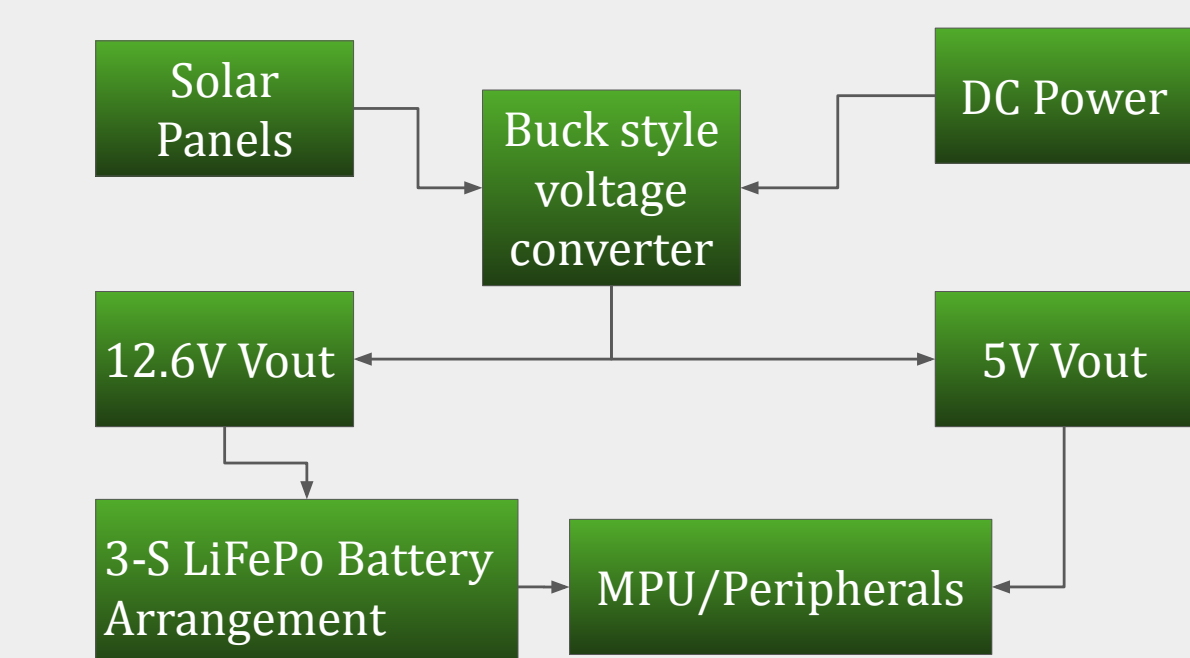 Solar
Panels
Buck style
voltage
converter
DC Power
12.6V Vout
5V Vout
3-S LiFePo Battery
Arrangement
MPU/Peripherals